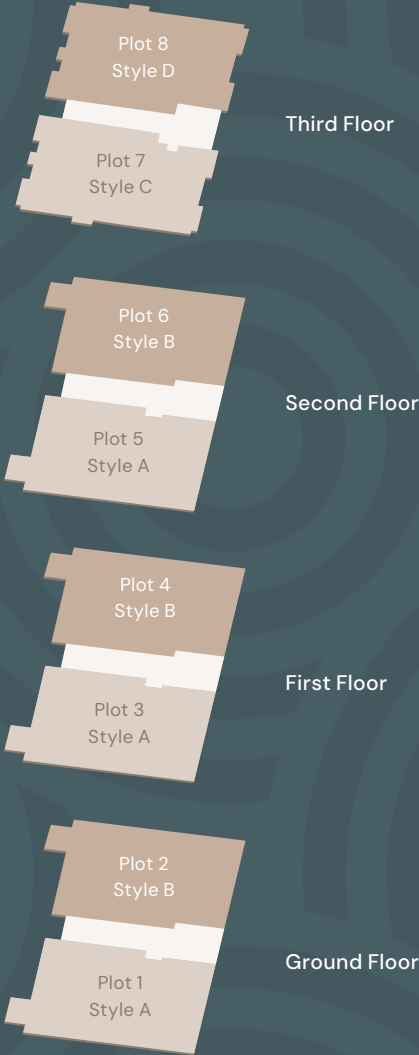 Plot 8
Style D
Third Floor
Plot 7
Style C
Plot 6
Style B
Second Floor
Plot 5
Style A
Plot 4
Style B
First Floor
Plot 3
Style A
Plot 2
Style B
Ground Floor
Plot 1
Style A